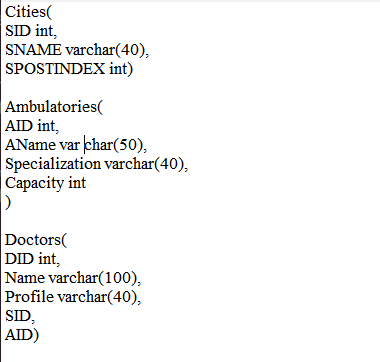 Cities(
SID int,
SNAME varchar(40),
SPOSTINDEX int)
Ambulatories(
AID int,
AName var char(50),
Specialization varchar(40),
Capacity int
)
Doctors(
DID int,
Name varchar(100),
Profile varchar(40),
SID,
AID)